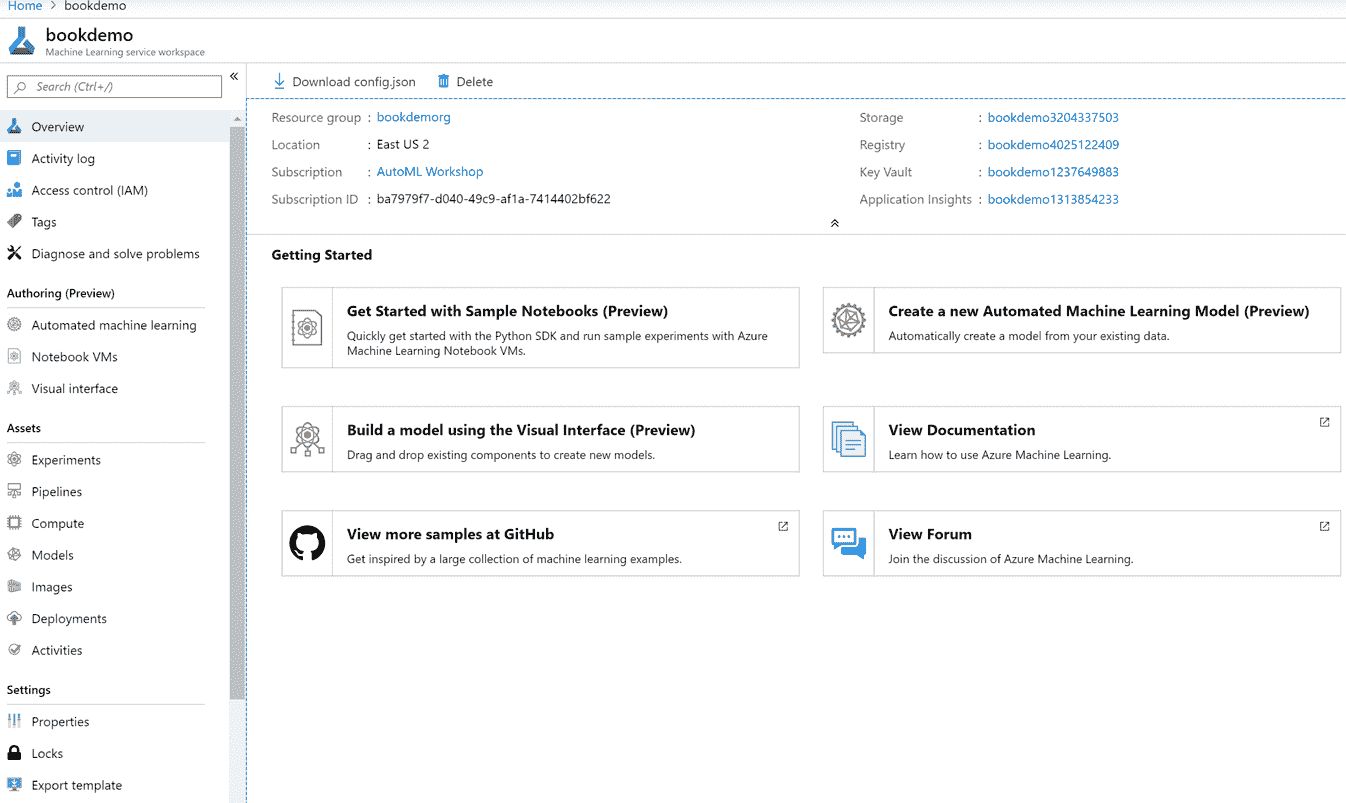 Home > bookdemo
bookdemo
Machine Learning service workspace
Search (Ctrl+/)
«
Overview
Activity log
Access control (IAM)
Tags
Diagnose and solve problems
Authoring (Preview)
Automated machine learning
Notebook VMs
Visual interface
Assets
Experiments
Pipelines
Compute
Models
Images
Deployments
Activities
Settings
Properties
Locks
Export template
Download config.json Delete
Resource group : bookdemorg
Location : East US 2
Subscription : AutoML Workshop
Subscription ID : ba7979f7-d040-49c9-af1a-7414402bf622
Storage : bookdemo3204337503
Registry : bookdemo4025122409
Key Vault : bookdemo1237649883
Application Insights : bookdemo1313854233
Getting Started
Get Started with Sample Notebooks (Preview)
Quickly get started with the Python SDK and run sample experiments with Azure
Machine Learning Notebook VMs.
Create a new Automated Machine Learning Model (Preview)
Automatically create a model from your existing data.
Build a model using the Visual Interface (Preview)
Drag and drop existing components to create new models.
View Documentation
Learn how to use Azure Machine Learning.
View more samples at GitHub
Get inspired by a large collection of machine learning examples.
View Forum
Join the discussion of Azure Machine Learning.